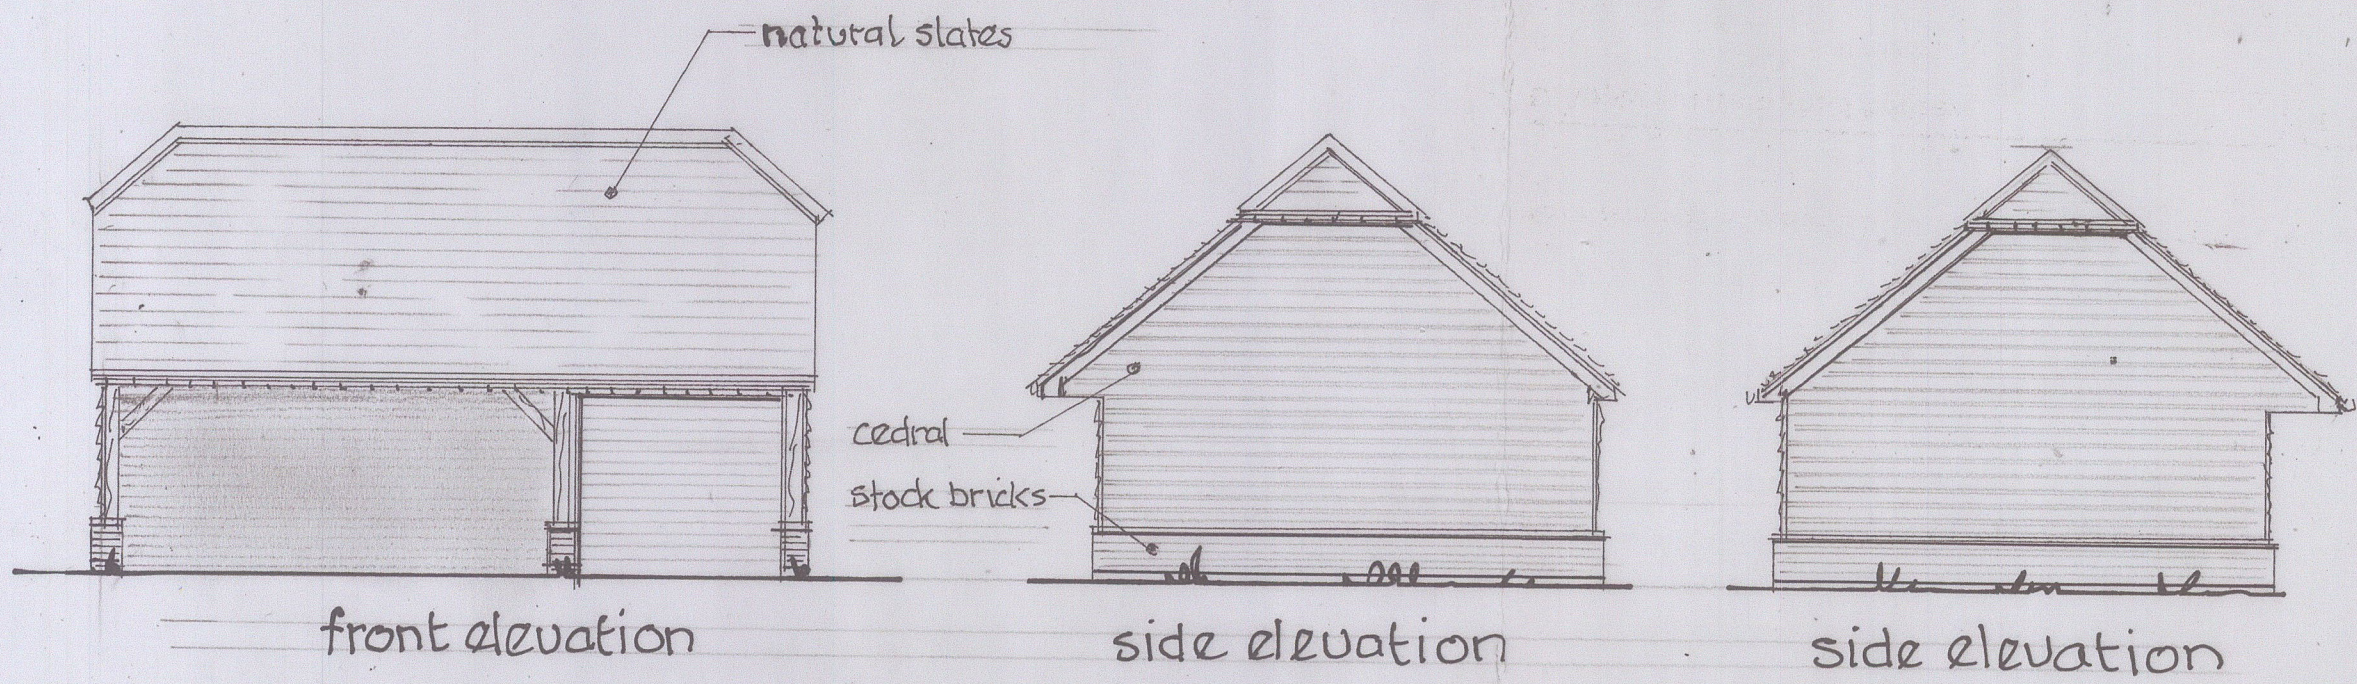 natural slates
cedral
stock bricks
front elevation
side elevation
side elevation